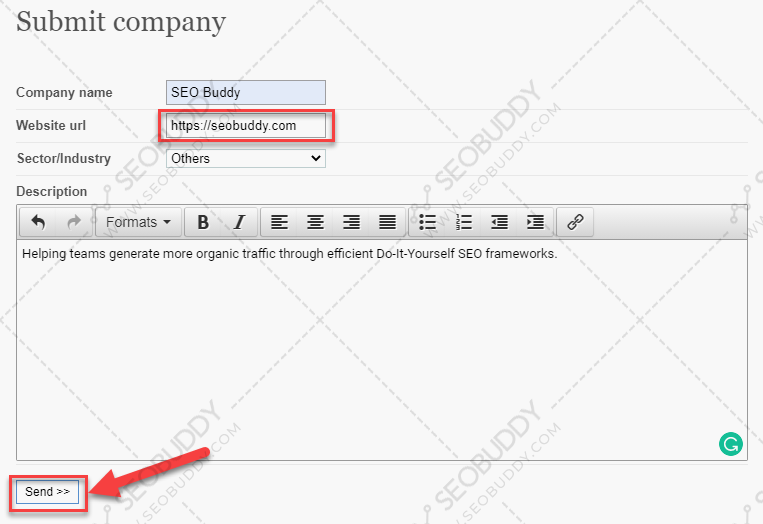 Submit company
Company name SEO Buddy
Website url https://seobuddy.com
Sector/Industry Others
Description
Formats B I
Helping teams generate more organic traffic through efficient Do-It-Yourself SEO frameworks.
Send >>
SEOBUDDY
WWW.SEOBUDDY.COM